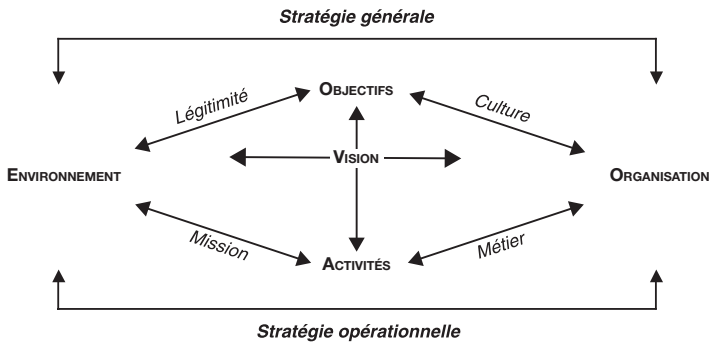 Stratégie générale
OBJECTIFS
Légitimité
Culture
VISION
ENVIRONNEMENT
ORGANISATION
Mission
Métier
ACTIVITÉS
Stratégie opérationnelle